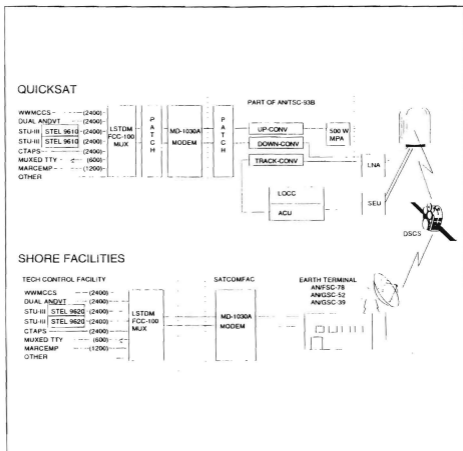 QUICKSAT
PART OF AN/TSC-93B
WWMCCS (2400)
DUAL ANDVT (2400)
STU-III STEL 9610 (2400)
STU-III STEL 9610 (2400)
CTAPS (2400)
MUXED TTY (600)
MARCEMP (1200)
OTHER
LSTDM
FCC-100
MUX
PATCH
MD-1030A
MODEM
PATCH
UP-CONV
DOWN-CONV
TRACK-CONV
500 W
MPA
LNA
LOCC
ACU
SEU
DSCS
SHORE FACILITIES
TECH CONTROL FACILITY
SATCOMFAC
EARTH TERMINAL
AN/FSC-78
AN/GSC-52
AN/GSC-39
WWMCS (2400)
DUAL ANDVT (2400)
STU-III STEL 9620 (2400)
STU-III STEL 9620 (2400)
CTAPS (2400)
MUXED TTY (600)
MARCEMP (1200)
OTHER
LSTDM
FCC-100
MUX
MD-1030A
MODEM